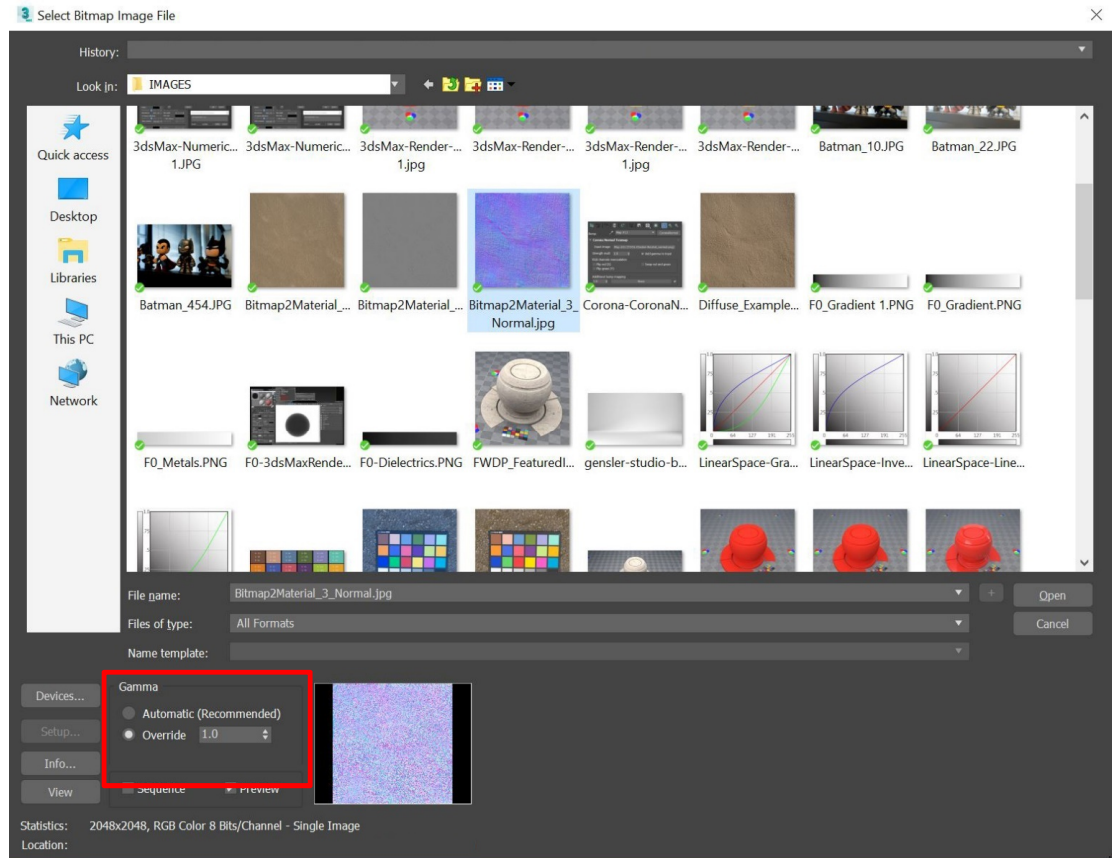 Select Bitmap Image File
History:
Look in:
IMAGES
Quick access
Desktop
Libraries
This PC
Network
3dsMax-Numeric...
1.JPG
3dsMax-Numeric...
3dsMax-Render-...
1.jpg
3dsMax-Render-...
3dsMax-Render-...
1.jpg
3dsMax-Render-...
Batman_10.JPG
Batman_22.JPG
Batman_454.JPG
Bitmap2Material_...
Bitmap2Material_...
Bitmap2Material_3_
Normal.jpg
Corona-CoronaN...
Diffuse_Example...
F0_Gradient 1.PNG
F0_Gradient.PNG
F0_Metals.PNG
F0-3dsMaxRende...
F0-Dielectrics.PNG
FWDP_FeaturedI...
gensler-studio-b...
LinearSpace-Gra...
LinearSpace-Inve...
LinearSpace-Line...
File name:
Bitmap2Material_3_Normal.jpg
+
Open
Files of type:
All Formats
Cancel
Name template:
Devices...
Setup...
Info...
View
Gamma
Automatic (Recommended)
Override 1.0
Sequence
Preview
Statistics: 2048x2048, RGB Color 8 Bits/Channel - Single Image
Location: